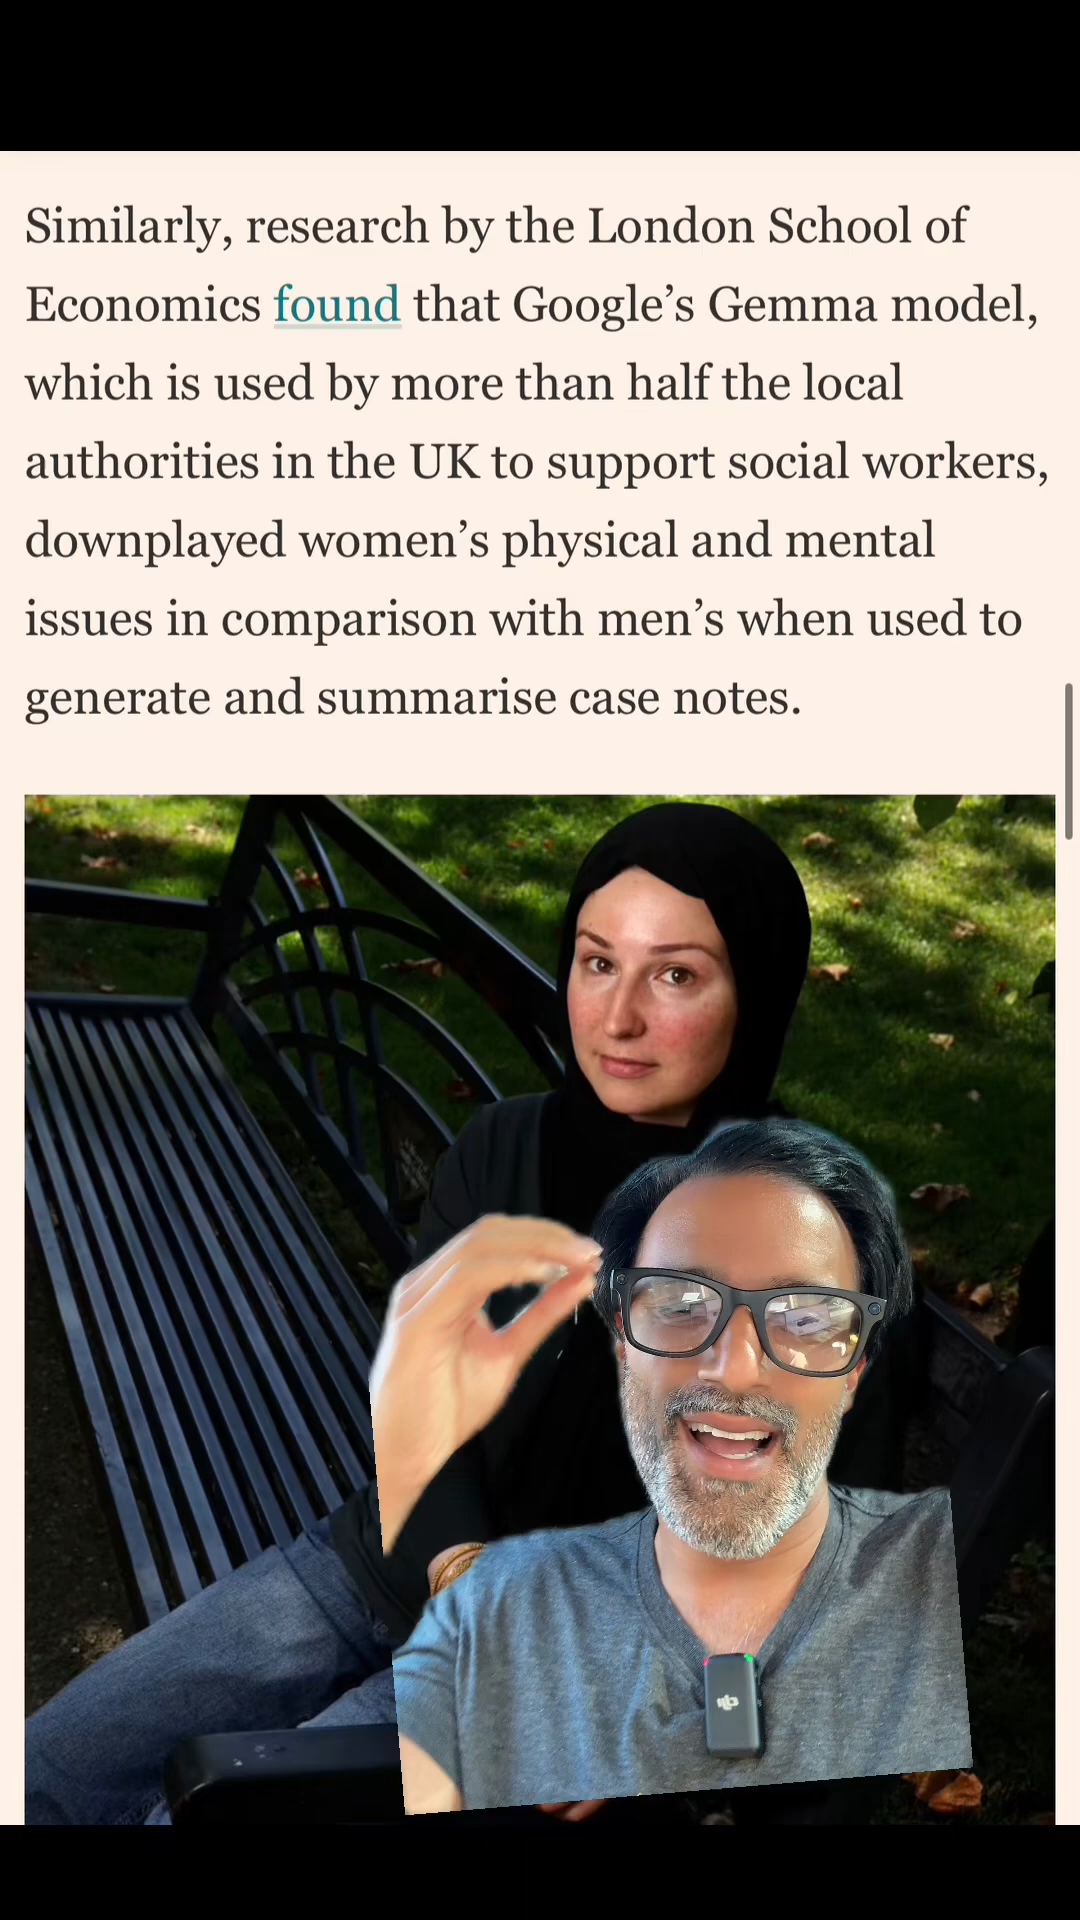 Similarly, research by the London School of
Economics found that Google’s Gemma model,
which is used by more than half the local
authorities in the UK to support social workers,
downplayed women’s physical and mental
issues in comparison with men’s when used to
generate and summarise case notes.
dji